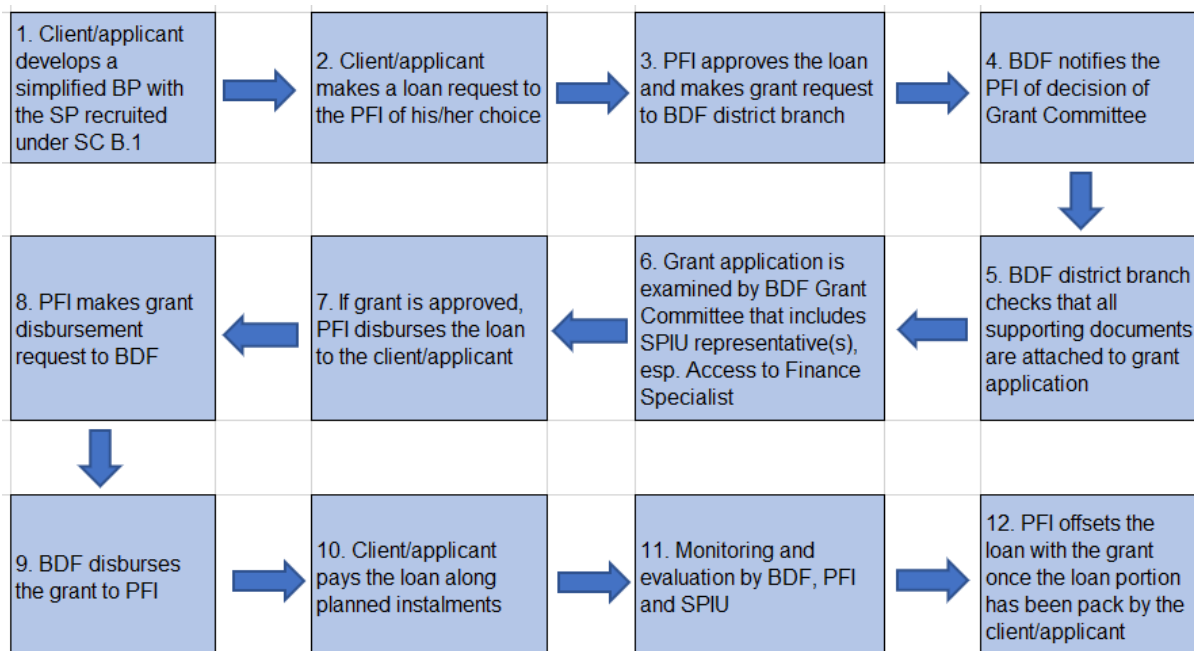 1. Client/applicant
develops a
simplified BP with
the SP recruited
under SC B.1
2. Client/applicant
makes a loan request to
the PFI of his/her choice
3. PFI approves the loan
and makes grant request
to BDF district branch
4. BDF notifies the
PFI of decision of
Grant Committee
5. BDF district branch
checks that all
supporting documents
are attached to grant
application
6. Grant application is
examined by BDF Grant
Committee that includes
SPIU representative(s),
esp. Access to Finance
Specialist
7. If grant is approved,
PFI disburses the loan
to the client/applicant
8. PFI makes grant
disbursement
request to BDF
9. BDF disburses
the grant to PFI
10. Client/applicant
pays the loan along
planned instalments
11. Monitoring and
evaluation by BDF, PFI
and SPIU
12. PFI offsets the
loan with the grant
once the loan portion
has been pack by the
client/applicant